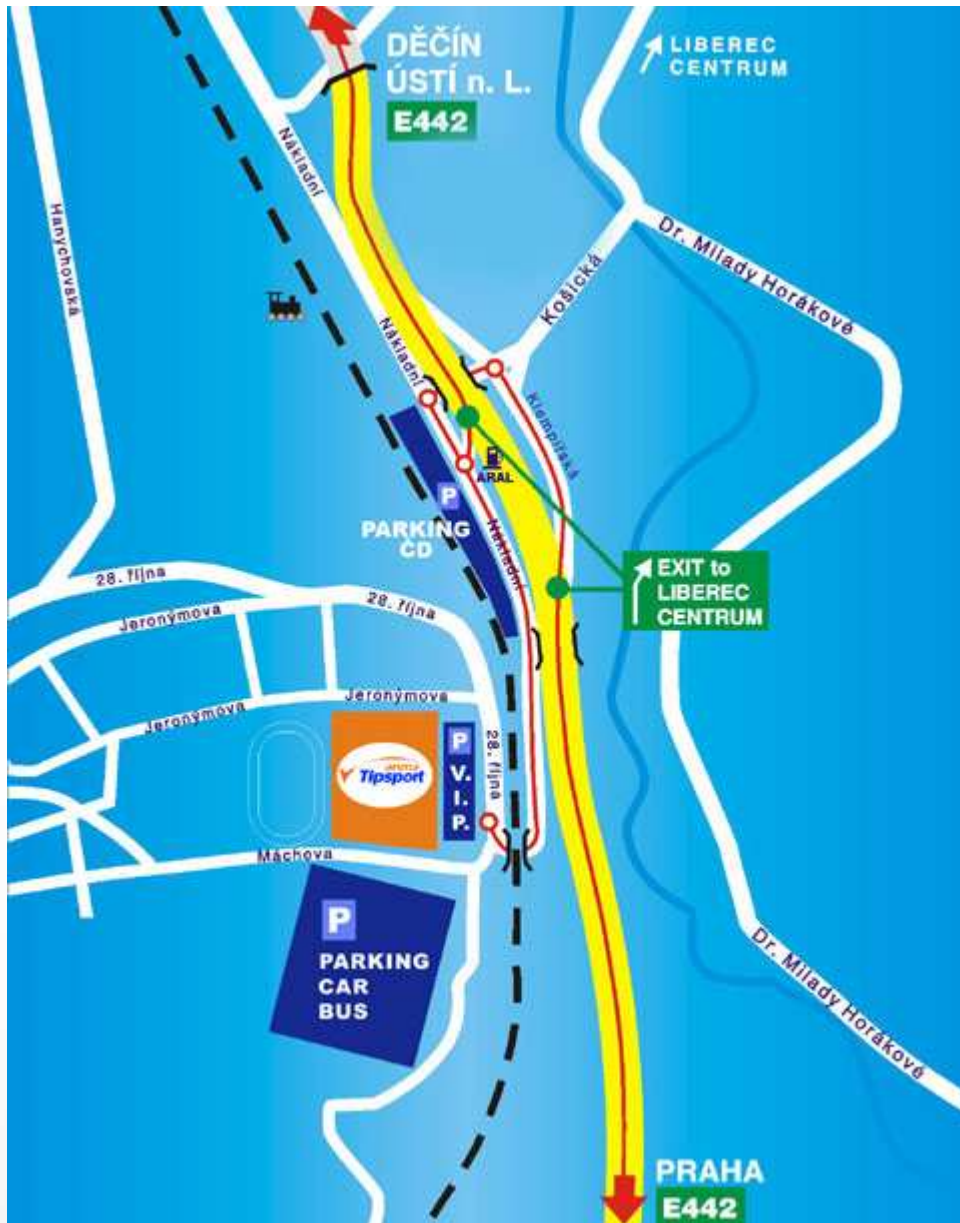 DĚČÍN
ÚSTÍ n. L.
E442
LIBEREC
CENTRUM
Nákladní
Hanychovská
Dr. Milady Horákové
Košická
Nákladní
Klempířská
ARAL
P
PARKING
ČD
Nákladní
EXIT to
LIBEREC
CENTRUM
28. října
28. října
Jeronýmova
Jeronýmova
Jeronýmova
Tipsport
P
V.
I.
P.
28. října
Máchova
P
PARKING
CAR
BUS
Dr. Milady Horákové
PRAHA
E442